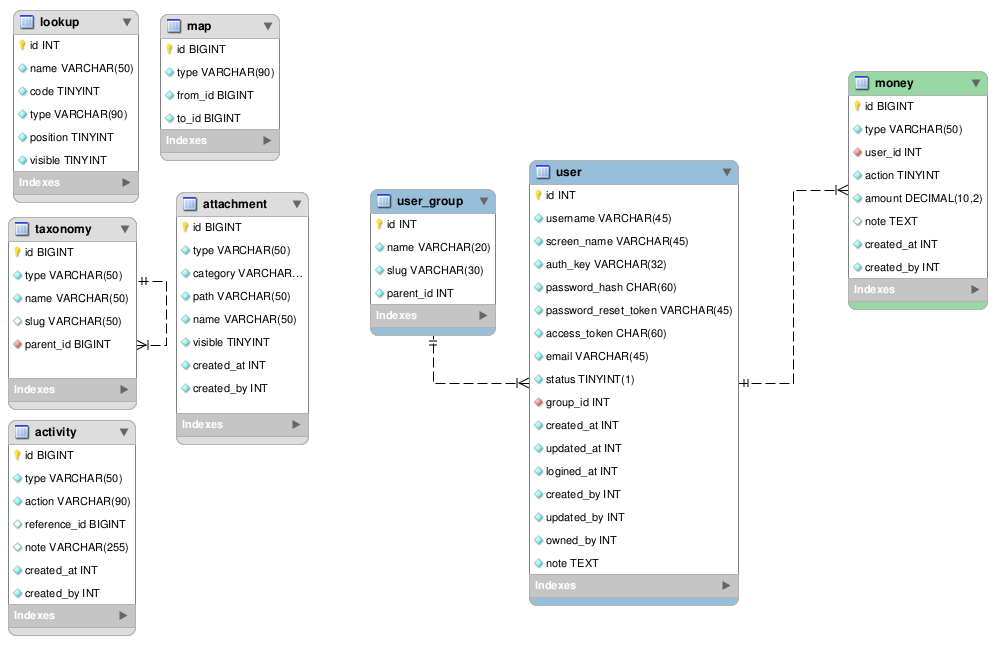 lookup
id INT
name VARCHAR(50)
code TINYINT
type VARCHAR(90)
position TINYINT
visible TINYINT
Indexes
map
id BIGINT
type VARCHAR(90)
from_id BIGINT
to_id BIGINT
Indexes
taxonomy
id BIGINT
type VARCHAR(50)
name VARCHAR(50)
slug VARCHAR(50)
parent_id BIGINT
Indexes
attachment
id BIGINT
type VARCHAR(50)
category VARCHAR...
path VARCHAR(50)
name VARCHAR(50)
visible TINYINT
created_at INT
created_by INT
Indexes
activity
id BIGINT
type VARCHAR(50)
action VARCHAR(90)
reference_id BIGINT
note VARCHAR(255)
created_at INT
created_by INT
Indexes
user_group
id INT
name VARCHAR(20)
slug VARCHAR(30)
parent_id INT
Indexes
user
id INT
username VARCHAR(45)
screen_name VARCHAR(45)
auth_key VARCHAR(32)
password_hash CHAR(60)
password_reset_token VARCHAR(45)
access_token CHAR(60)
email VARCHAR(45)
status TINYINT(1)
group_id INT
created_at INT
updated_at INT
logined_at INT
created_by INT
updated_by INT
owned_by INT
note TEXT
Indexes
money
id BIGINT
type VARCHAR(50)
user_id INT
action TINYINT
amount DECIMAL(10,2)
note TEXT
created_at INT
created_by INT
Indexes